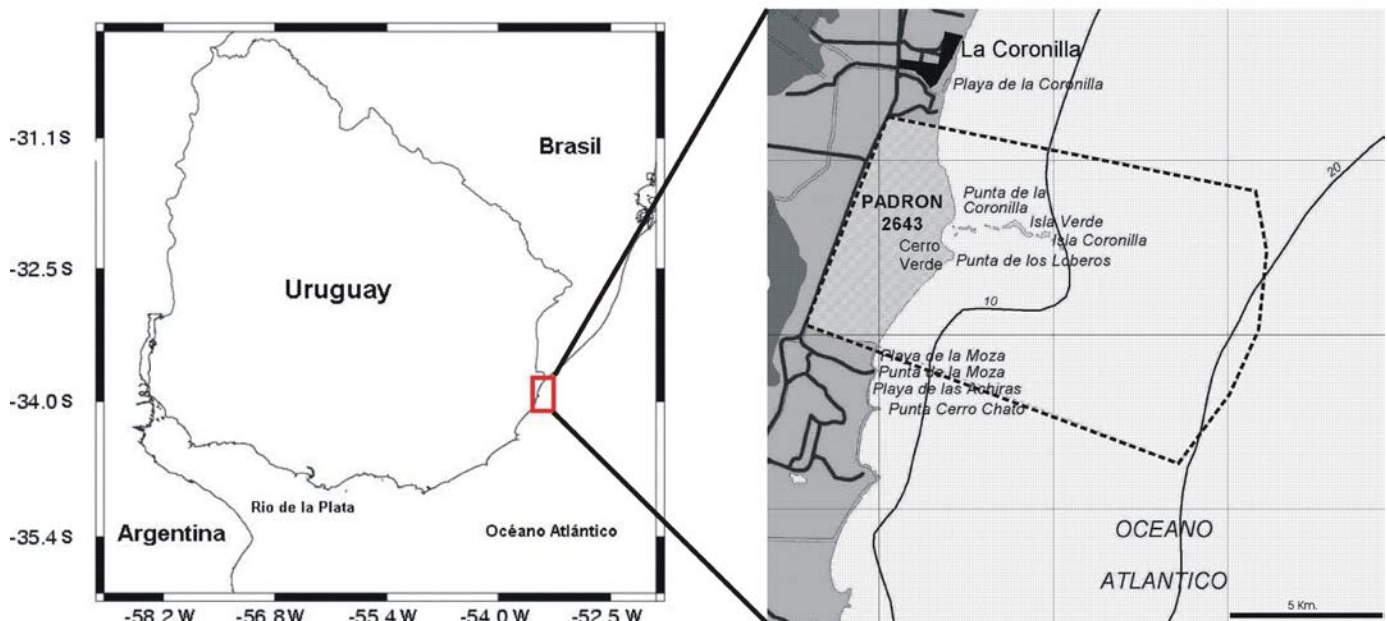 -31.1 S
-32.5 S
-34.0 S
-35.4 S
Brasil
Uruguay
Rio de la Plata
Argentina
Océano Atlántico
-58.2 W
-56.8 W
-55.4 W
-54.0 W
-52.5 W
La Coronilla
Playa de la Coronilla
PADRON
2643
Cerro
Verde
Punta de la
Coronilla
Isla Verde
Isla Coronilla
Punta de los Loberos
10
20
Playa de la Moza
Punta de la Moza
Playa de las Achiras
Punta Cerro Chato
OCEANO
ATLANTICO
5 Km.